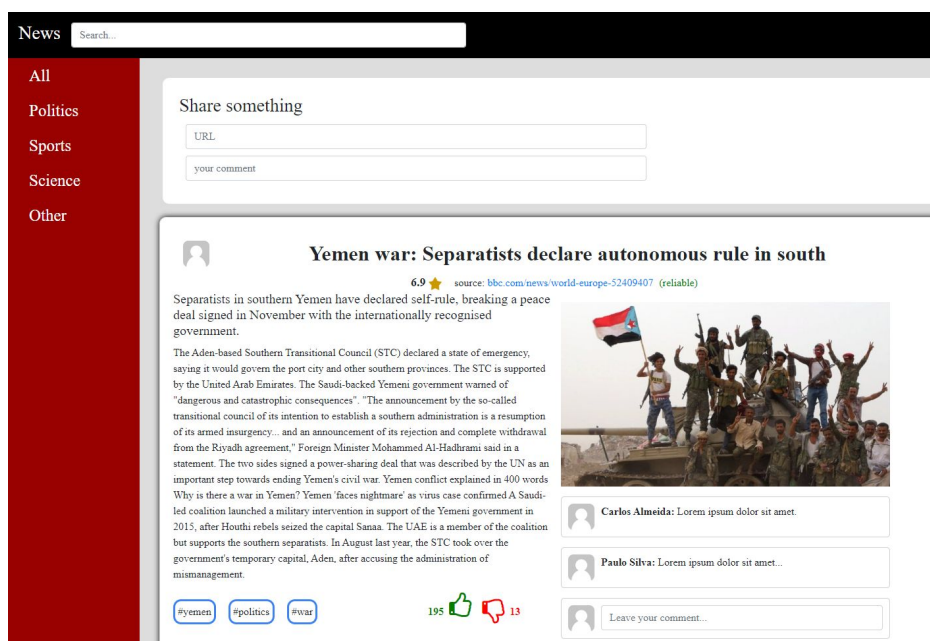 News
Search...
All
Politics
Sports
Science
Other
Share something
URL
your comment
Yemen war: Separatists declare autonomous rule in south
6.9 source: bbc.com/news/world-europe-52409407 (reliable)
Separatists in southern Yemen have declared self-rule, breaking a peace
deal signed in November with the internationally recognised
government.
The Aden-based Southern Transitional Council (STC) declared a state of emergency,
saying it would govern the port city and other southern provinces. The STC is supported
by the United Arab Emirates. The Saudi-backed Yemeni government warned of
"dangerous and catastrophic consequences". "The announcement by the so-called
transitional council of its intention to establish a southern administration is a resumption
of its armed insurgency... and an announcement of its rejection and complete withdrawal
from the Riyadh agreement," Foreign Minister Mohammed Al-Hadhrami said in a
statement. The two sides signed a power-sharing deal that was described by the UN as an
important step towards ending Yemen's civil war. Yemen conflict explained in 400 words
Why is there a war in Yemen? Yemen 'faces nightmare' as virus case confirmed A Saudi-
led coalition launched a military intervention in support of the Yemeni government in
2015, after Houthi rebels seized the capital Sanaa. The UAE is a member of the coalition
but supports the southern separatists. In August last year, the STC took over the
government's temporary capital, Aden, after accusing the administration of
mismanagement.
#yemen #politics #war
195 13
Carlos Almeida: Lorem ipsum dolor sit amet.
Paulo Silva: Lorem ipsum dolor sit amet...
Leave your comment...